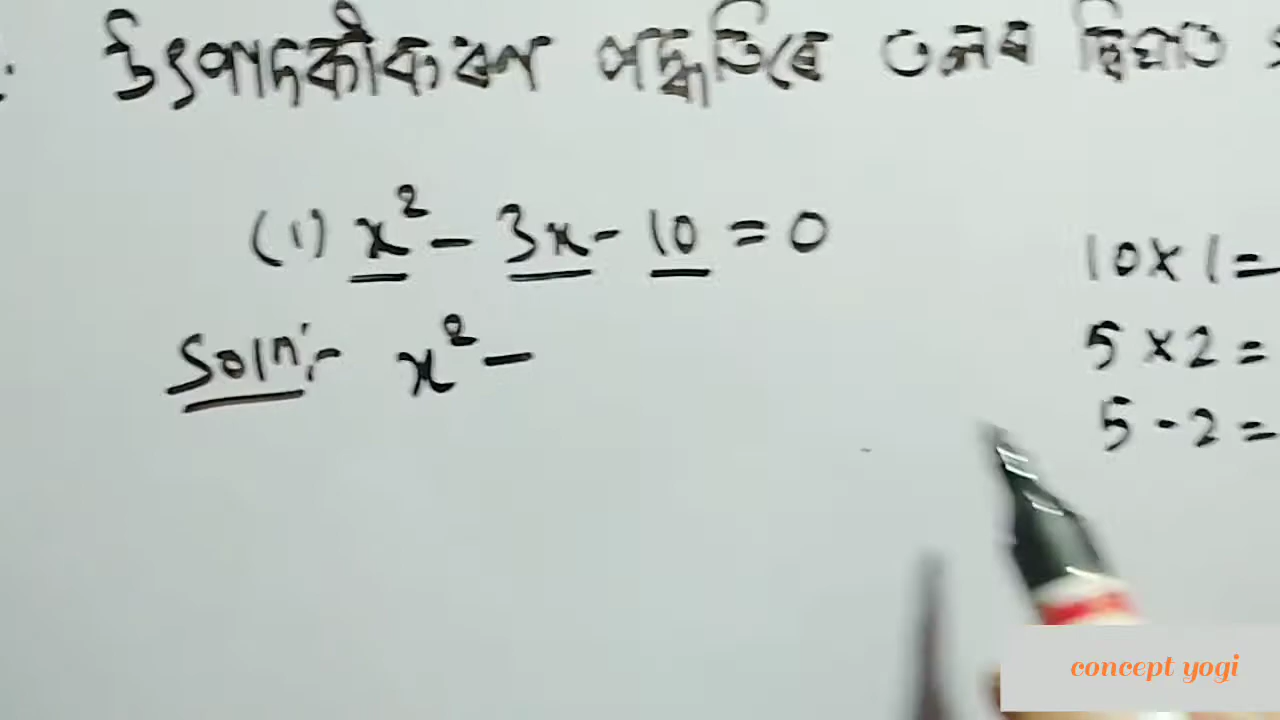 উৎপাদকীকৰণ পদ্ধতিৰে তলৰ দ্বিঘাত
(1) x² - 3x - 10 = 0
10 x 1 =
Soln:- x² -
5 x 2 =
5 - 2 =
concept yogi